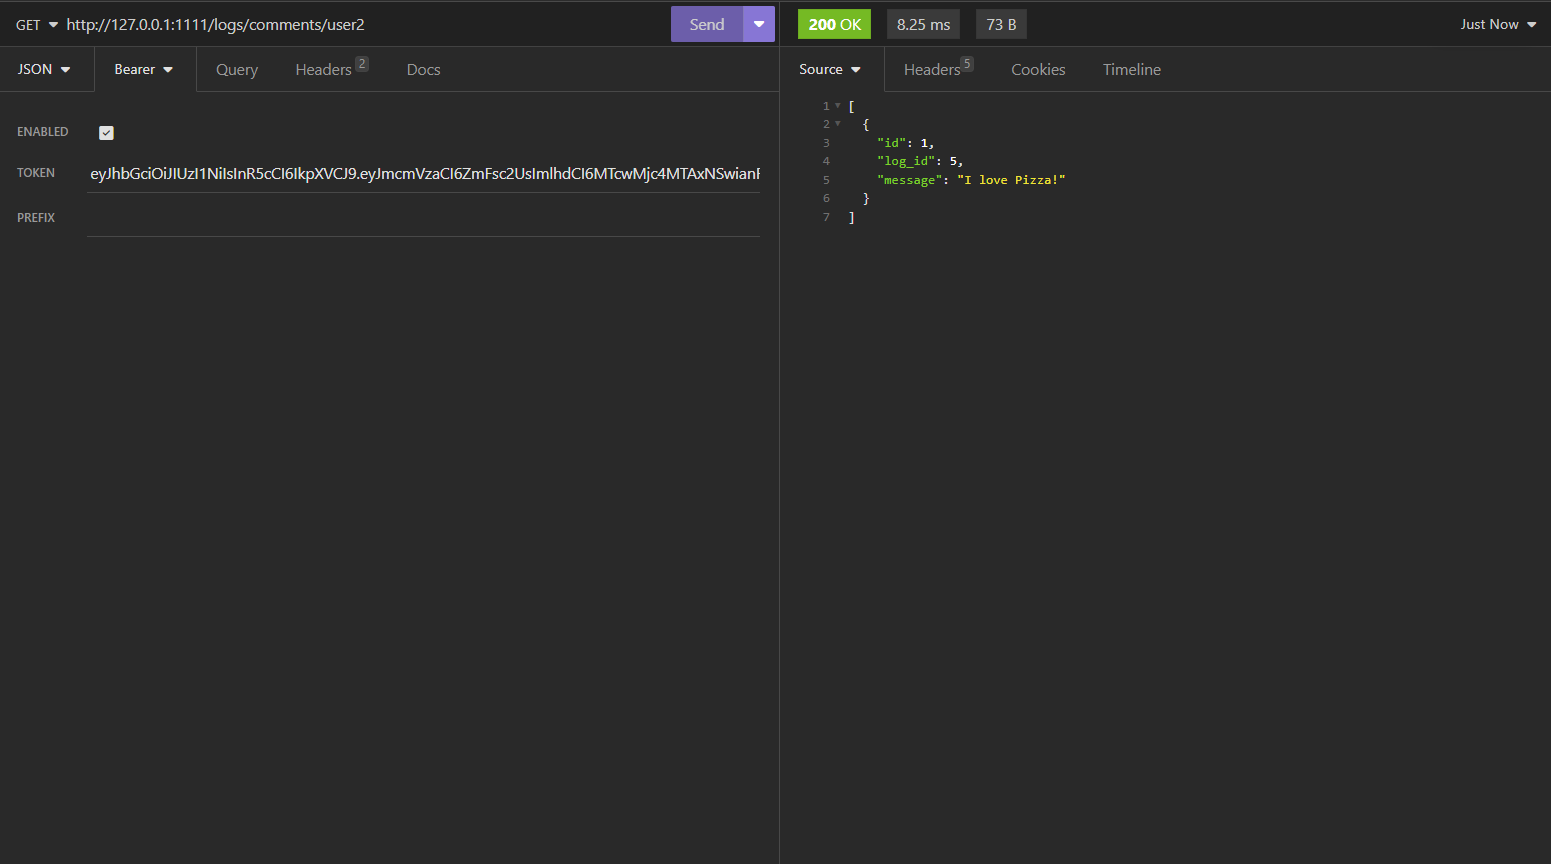 GET http://127.0.0.1:1111/logs/comments/user2 Send
JSON Bearer Query Headers 2 Docs
ENABLED
TOKEN eyJhbGciOiJIUzI1NiIsInR5cCI6IkpXVCJ9.eyJmcmVzaCI6ZmFsc2UsImlhdCI6MTcwMjc4MTAxNSwianR
PREFIX
200 OK 8.25 ms 73 B Just Now
Source Headers 5 Cookies Timeline
1 [
2 {
3 "id": 1,
4 "log_id": 5,
5 "message": "I love Pizza!"
6 }
7 ]